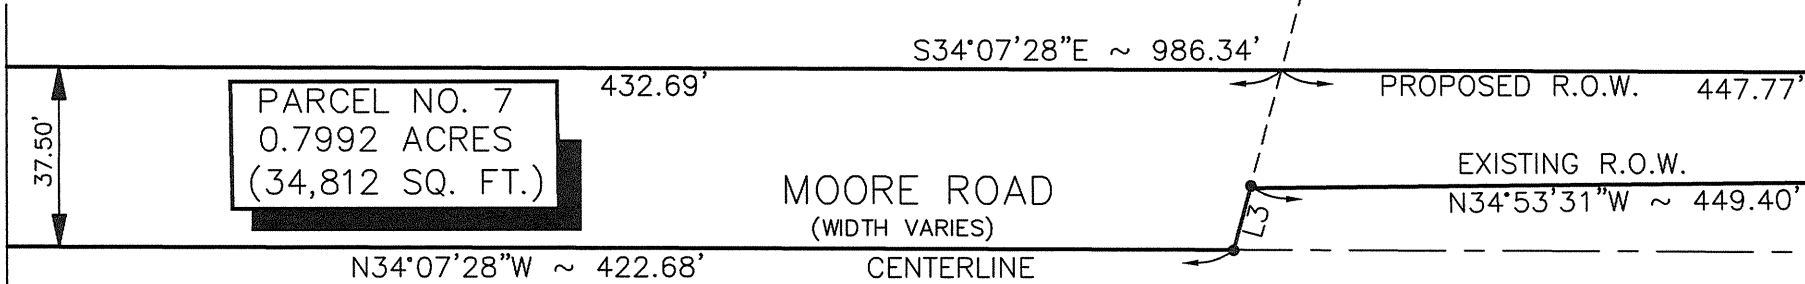 S34°07'28"E ~ 986.34'
432.69'
PROPOSED R.O.W.
447.77'
37.50'
PARCEL NO. 7
0.7992 ACRES
(34,812 SQ. FT.)
EXISTING R.O.W.
MOORE ROAD
(WIDTH VARIES)
L3
N34°53'31"W ~ 449.40'
N34°07'28"W ~ 422.68'
CENTERLINE